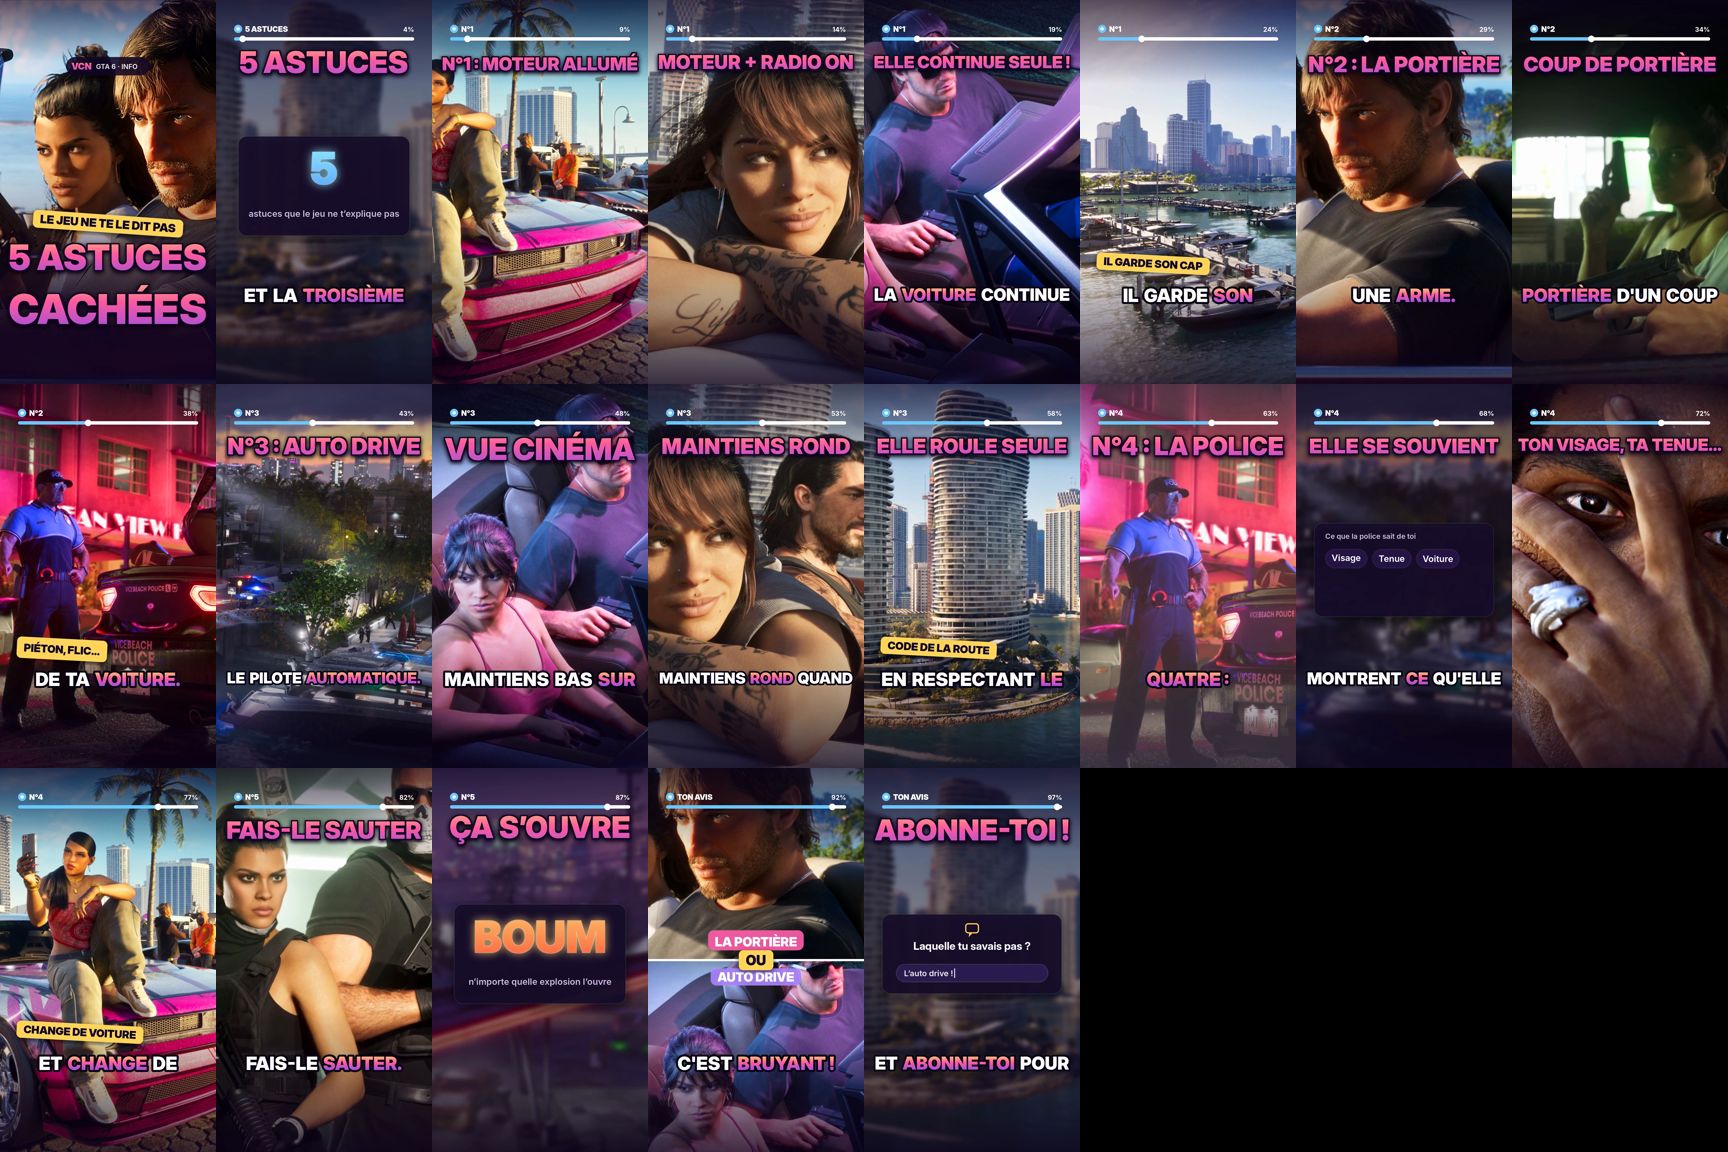 VCN GTA 6 · INFO
LE JEU NE TE LE DIT PAS
5 ASTUCES
CACHÉES
5 ASTUCES 4%
5 ASTUCES
5
astuces que le jeu ne t'explique pas
ET LA TROISIÈME
N°1 9%
N°1 : MOTEUR ALLUMÉ
N°1 14%
MOTEUR + RADIO ON
N°1 19%
ELLE CONTINUE SEULE !
LA VOITURE CONTINUE
N°1 24%
IL GARDE SON CAP
IL GARDE SON
N°2 29%
N°2 : LA PORTIÈRE
UNE ARME.
N°2 34%
COUP DE PORTIÈRE
PORTIÈRE D'UN COUP
N°2 38%
AN VIEW
VICEBEACH POLICE
VICEBEACH
POLICE
PIÉTON, FLIC...
DE TA VOITURE.
N°3 43%
N°3 : AUTO DRIVE
LE PILOTE AUTOMATIQUE.
N°3 48%
VUE CINÉMA
MAINTIENS BAS SUR
N°3 53%
MAINTIENS ROND
MAINTIENS ROND QUAND
N°3 58%
ELLE ROULE SEULE
CODE DE LA ROUTE
EN RESPECTANT LE
N°4 63%
N°4 : LA POLICE
EAN VIEW
VICEBEACH
POLICE
QUATRE :
N°4 68%
ELLE SE SOUVIENT
Ce que la police sait de toi
Visage Tenue Voiture
MONTRENT CE QU'ELLE
N°4 72%
TON VISAGE, TA TENUE...
N°4 77%
CHANGE DE VOITURE
ET CHANGE DE
N°5 82%
FAIS-LE SAUTER
FAIS-LE SAUTER.
N°5 87%
ÇA S'OUVRE
BOUM
n'importe quelle explosion l'ouvre
TON AVIS 92%
LA PORTIÈRE
OU
AUTO DRIVE
C'EST BRUYANT !
TON AVIS 97%
ABONNE-TOI !
Laquelle tu savais pas ?
L'auto drive !
ET ABONNE-TOI POUR